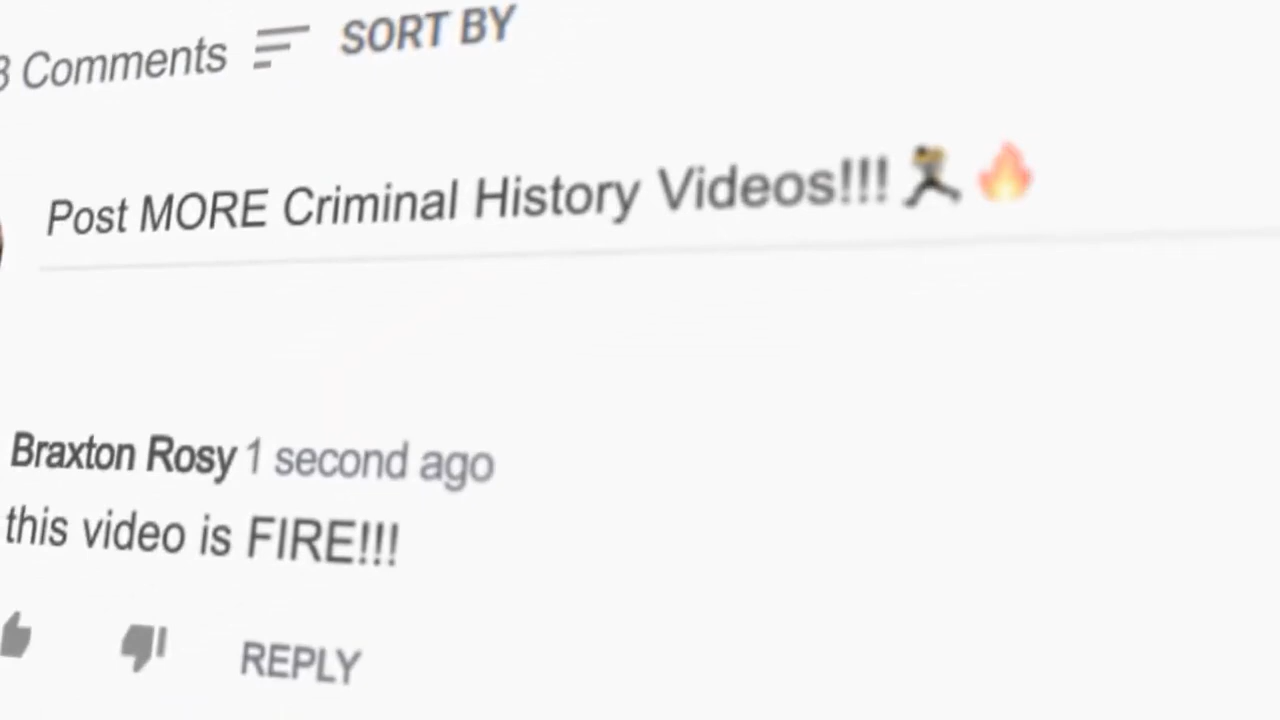 Comments SORT BY
Post MORE Criminal History Videos!!!🏃🔥
Braxton Rosy 1 second ago
this video is FIRE!!!
REPLY